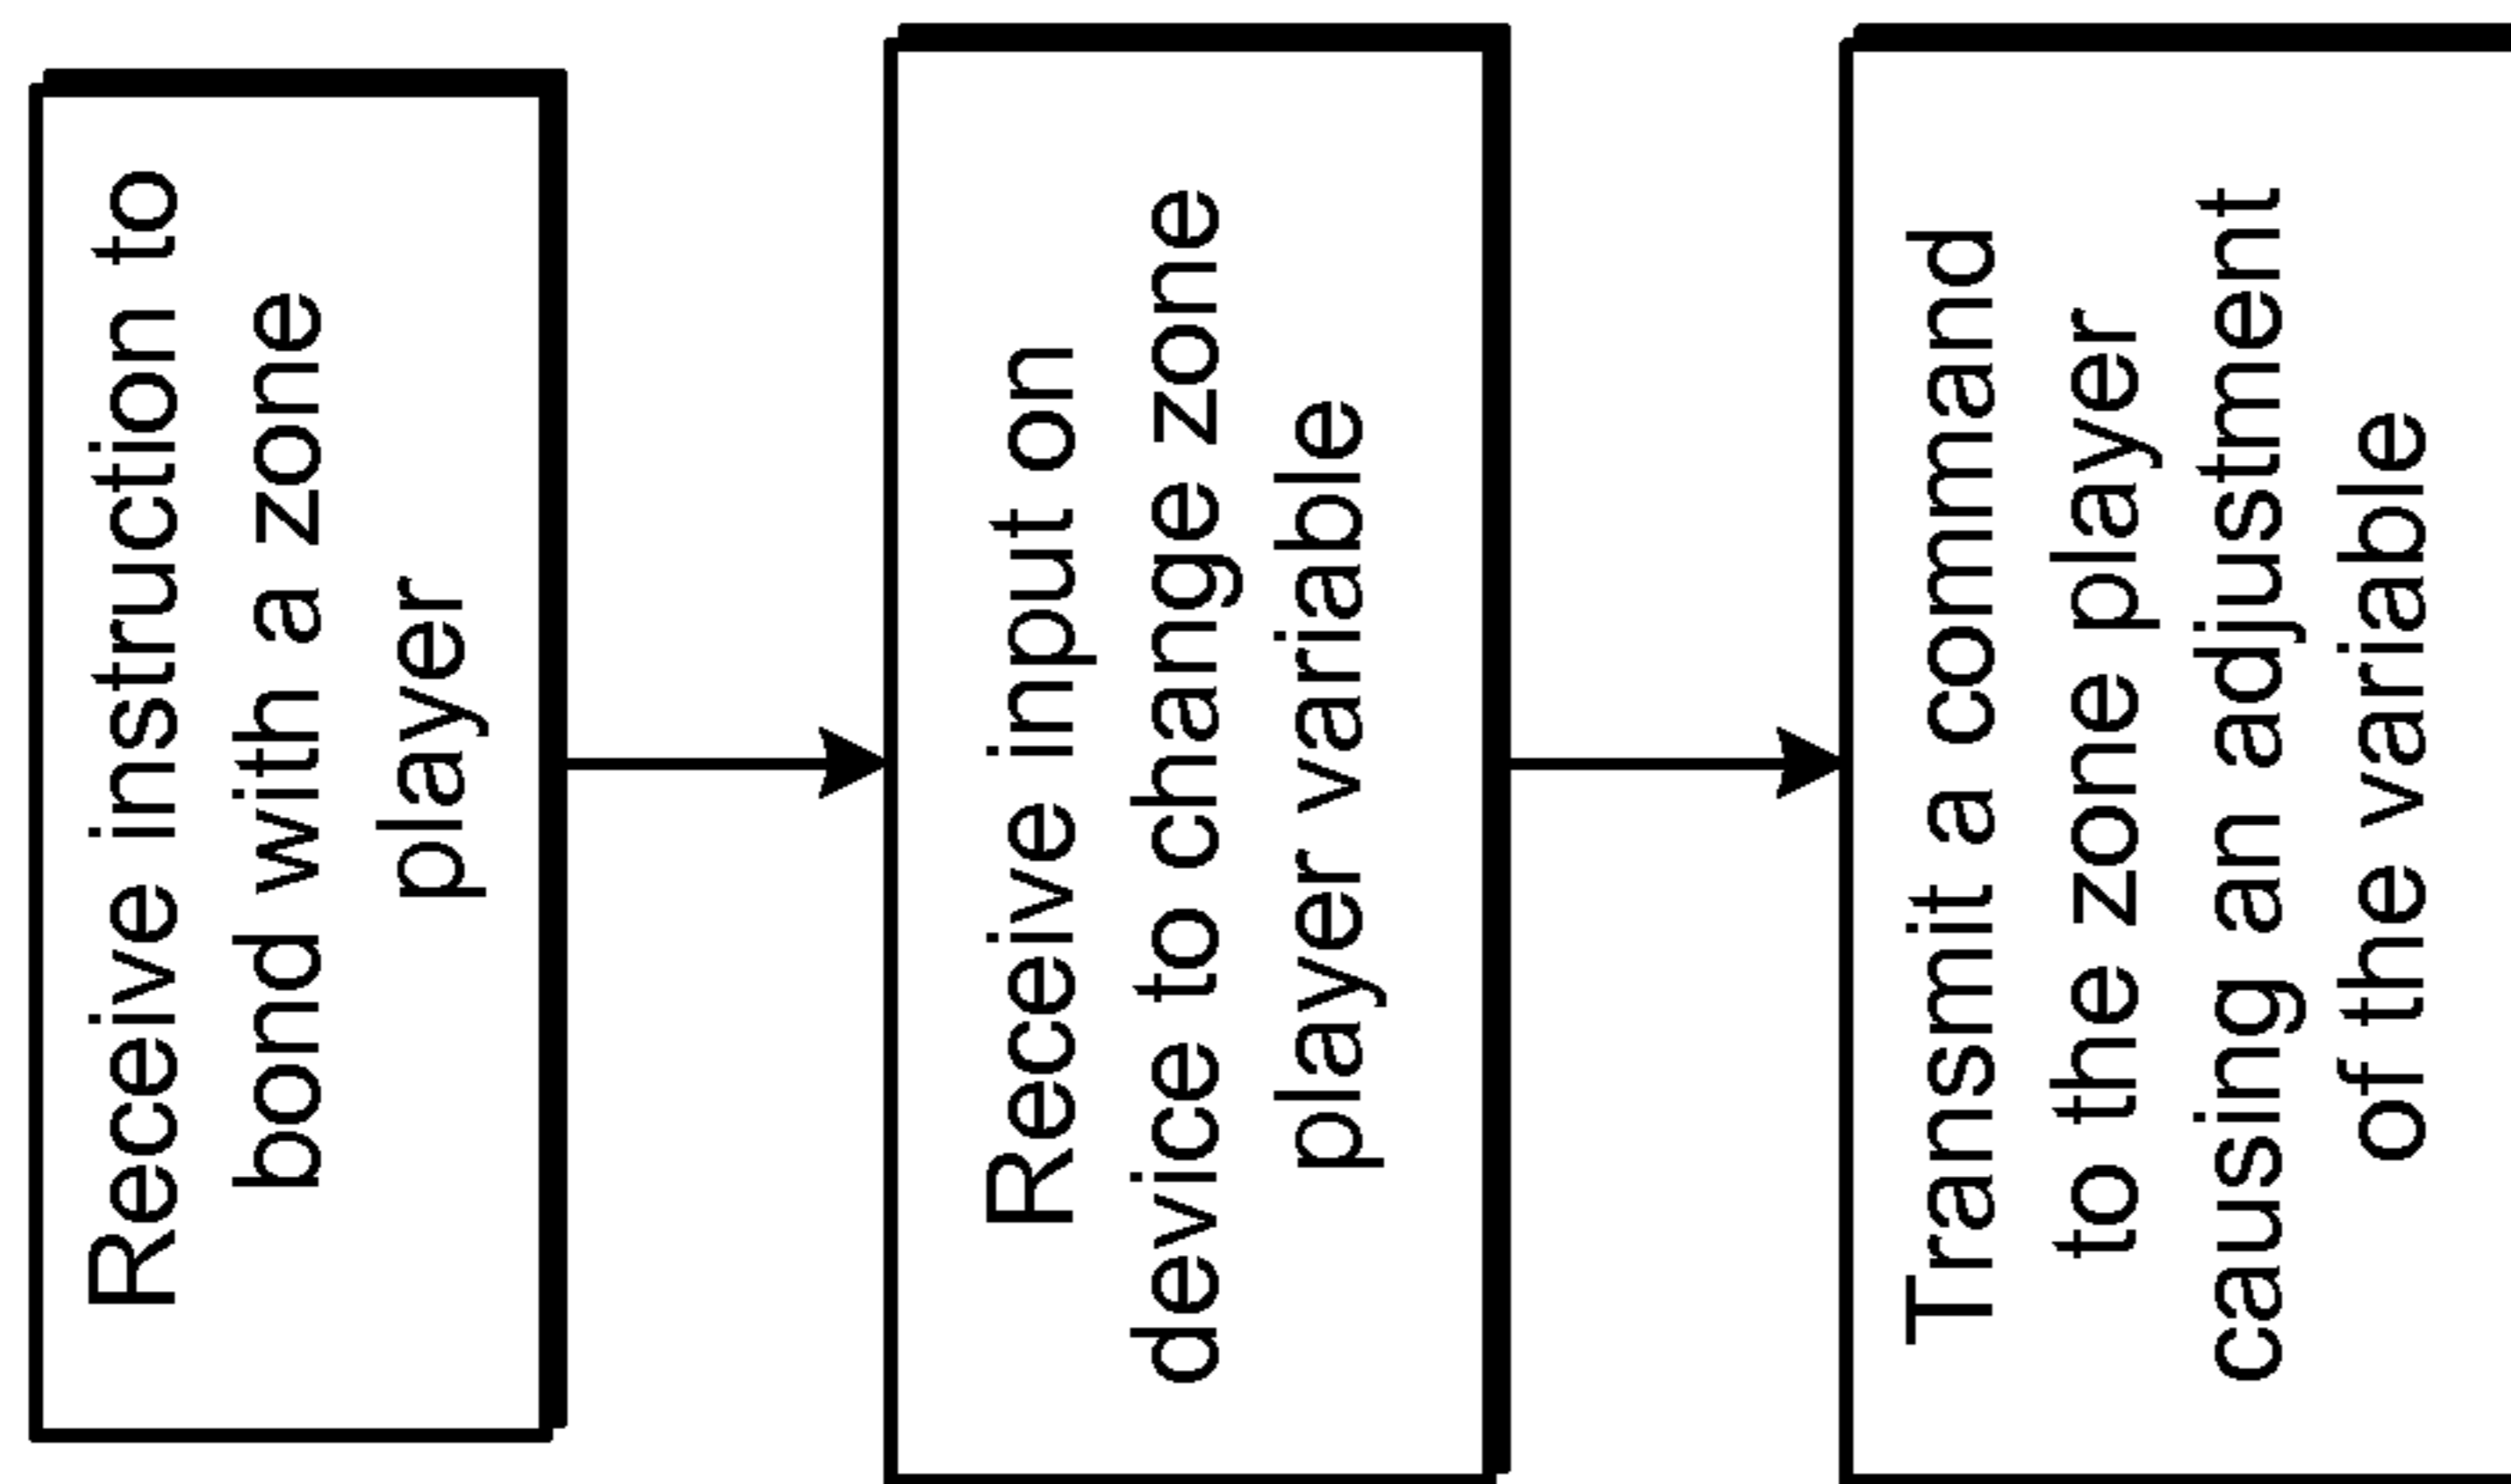 Receive instruction to
bond with a zone
player
Receive input on
device to change zone
player variable
Transmit a command
to the zone player
causing an adjustment
of the variable